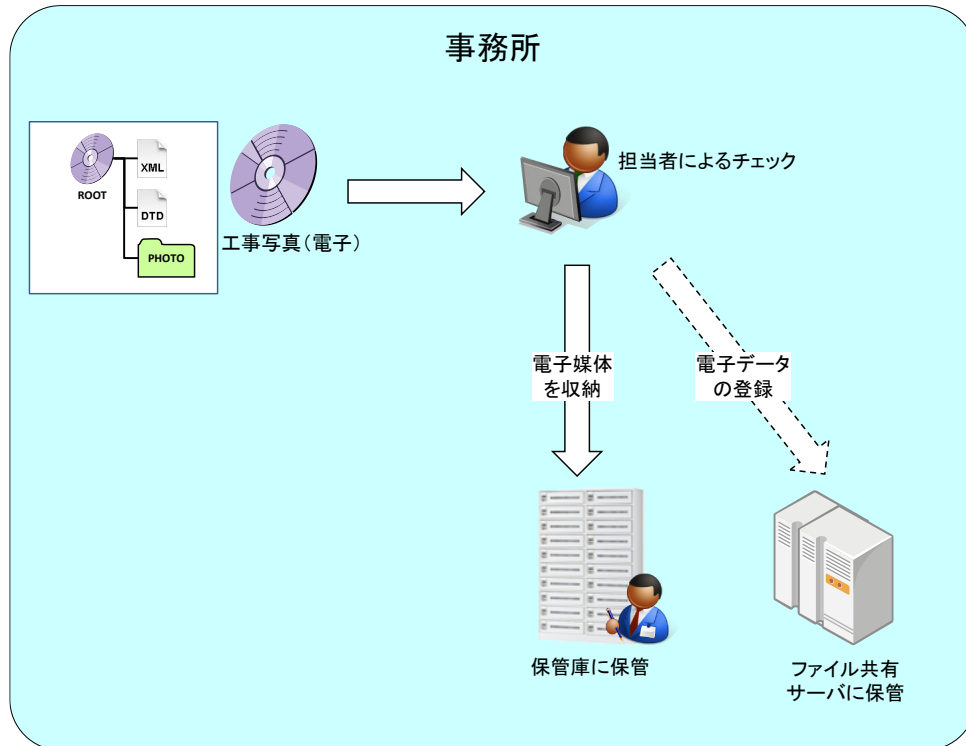 事務所
XML
ROOT
DTD
PHOTO
工事写真（電子）
担当者によるチェック
電子媒体
を収納
電子データ
の登録
保管庫に保管
ファイル共有
サーバに保管